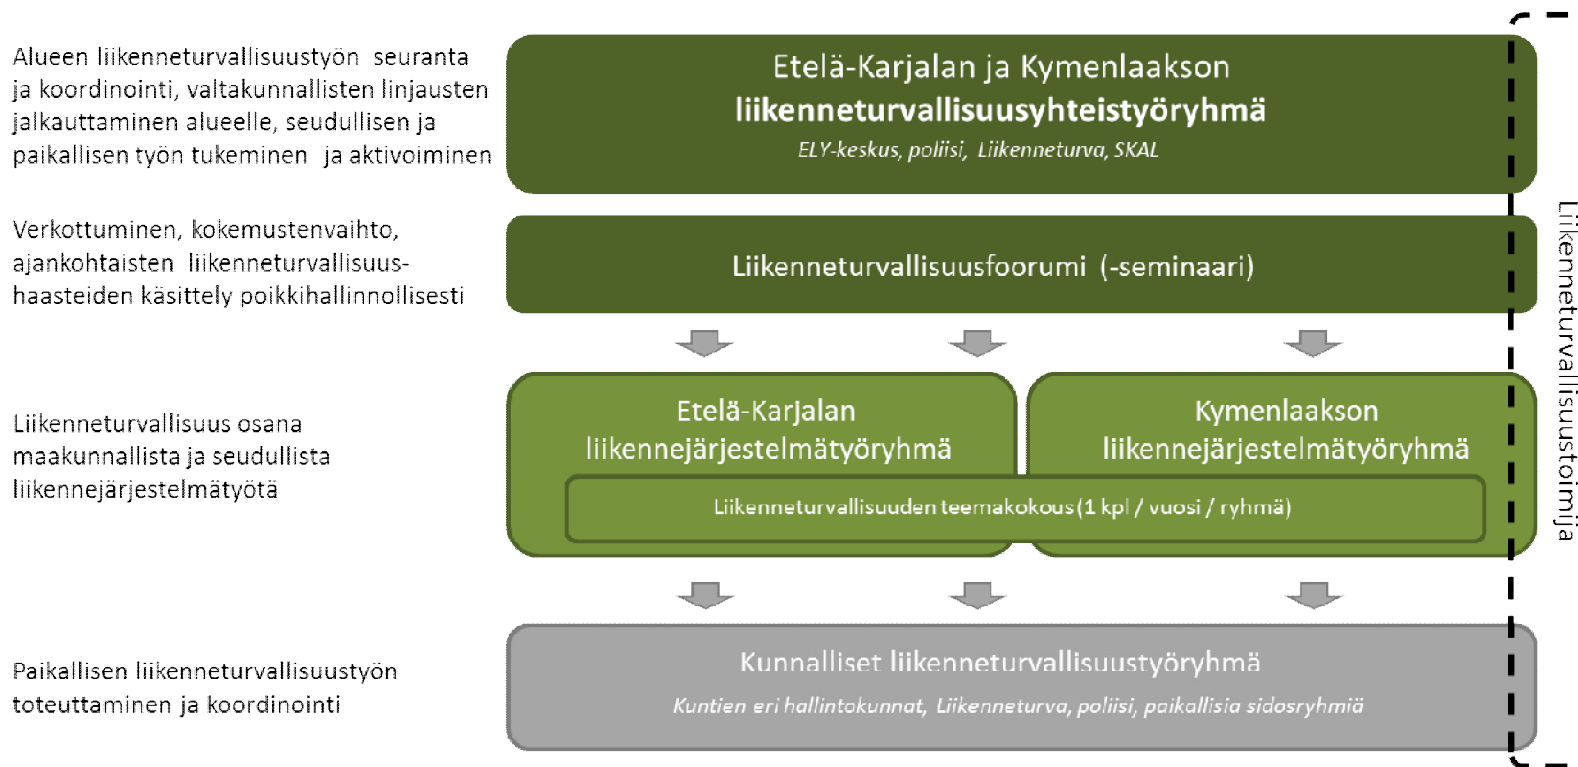 Alueen liikenneturvallisuustyön seuranta
ja koordinointi, valtakunnallisten linjausten
jalkauttaminen alueelle, seudullisen ja
paikallisen työn tukeminen ja aktivoiminen
Etelä-Karjalan ja Kymenlaakson
liikenneturvallisuusyhteistyöryhmä
ELY-keskus, poliisi, Liikenneturva, SKAL
Verkottuminen, kokemustenvaihto,
ajankohtaisten liikenneturvallisuus-
haasteiden käsittely poikkihallinnollisesti
Liikenneturvallisuusfoorumi (-seminaari)
Liikenneturvallisuus osana
maakunnallista ja seudullista
liikennejärjestelmätyötä
Etelä-Karjalan
liikennejärjestelmätyöryhmä
Kymenlaakson
liikennejärjestelmätyöryhmä
Liikenneturvallisuuden teemakokous (1 kpl / vuosi / ryhmä)
Paikallisen liikenneturvallisuustyön
toteuttaminen ja koordinointi
Kunnalliset liikenneturvallisuustyöryhmä
Kuntien eri hallintokunnat, Liikenneturva, poliisi, paikallisia sidosryhmiä
Liikenneturvallisuustoimija